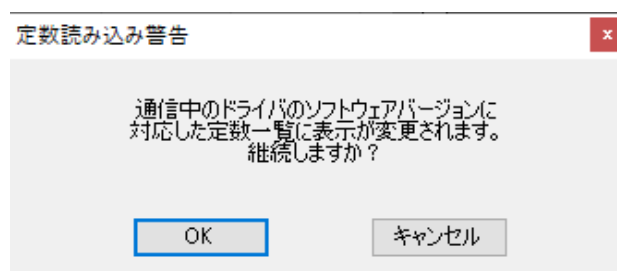 定数読み込み警告
x
通信中のドライバのソフトウェアバージョンに
対応した定数一覧に表示が変更されます。
継続しますか？
OK
キャンセル